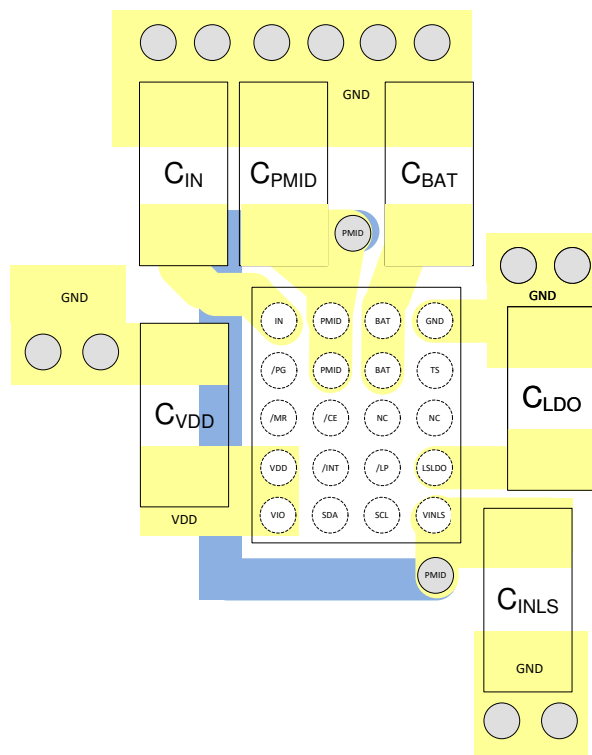 GND
CIN
CPMID
CBAT
PMID
GND
GND
IN PMID BAT GND
/PG PMID BAT TS
CVDD
CLDO
/MR /CE NC NC
VDD /INT /LP LSLDO
VDD
VIO SDA SCL VINLS
PMID
CINLS
GND